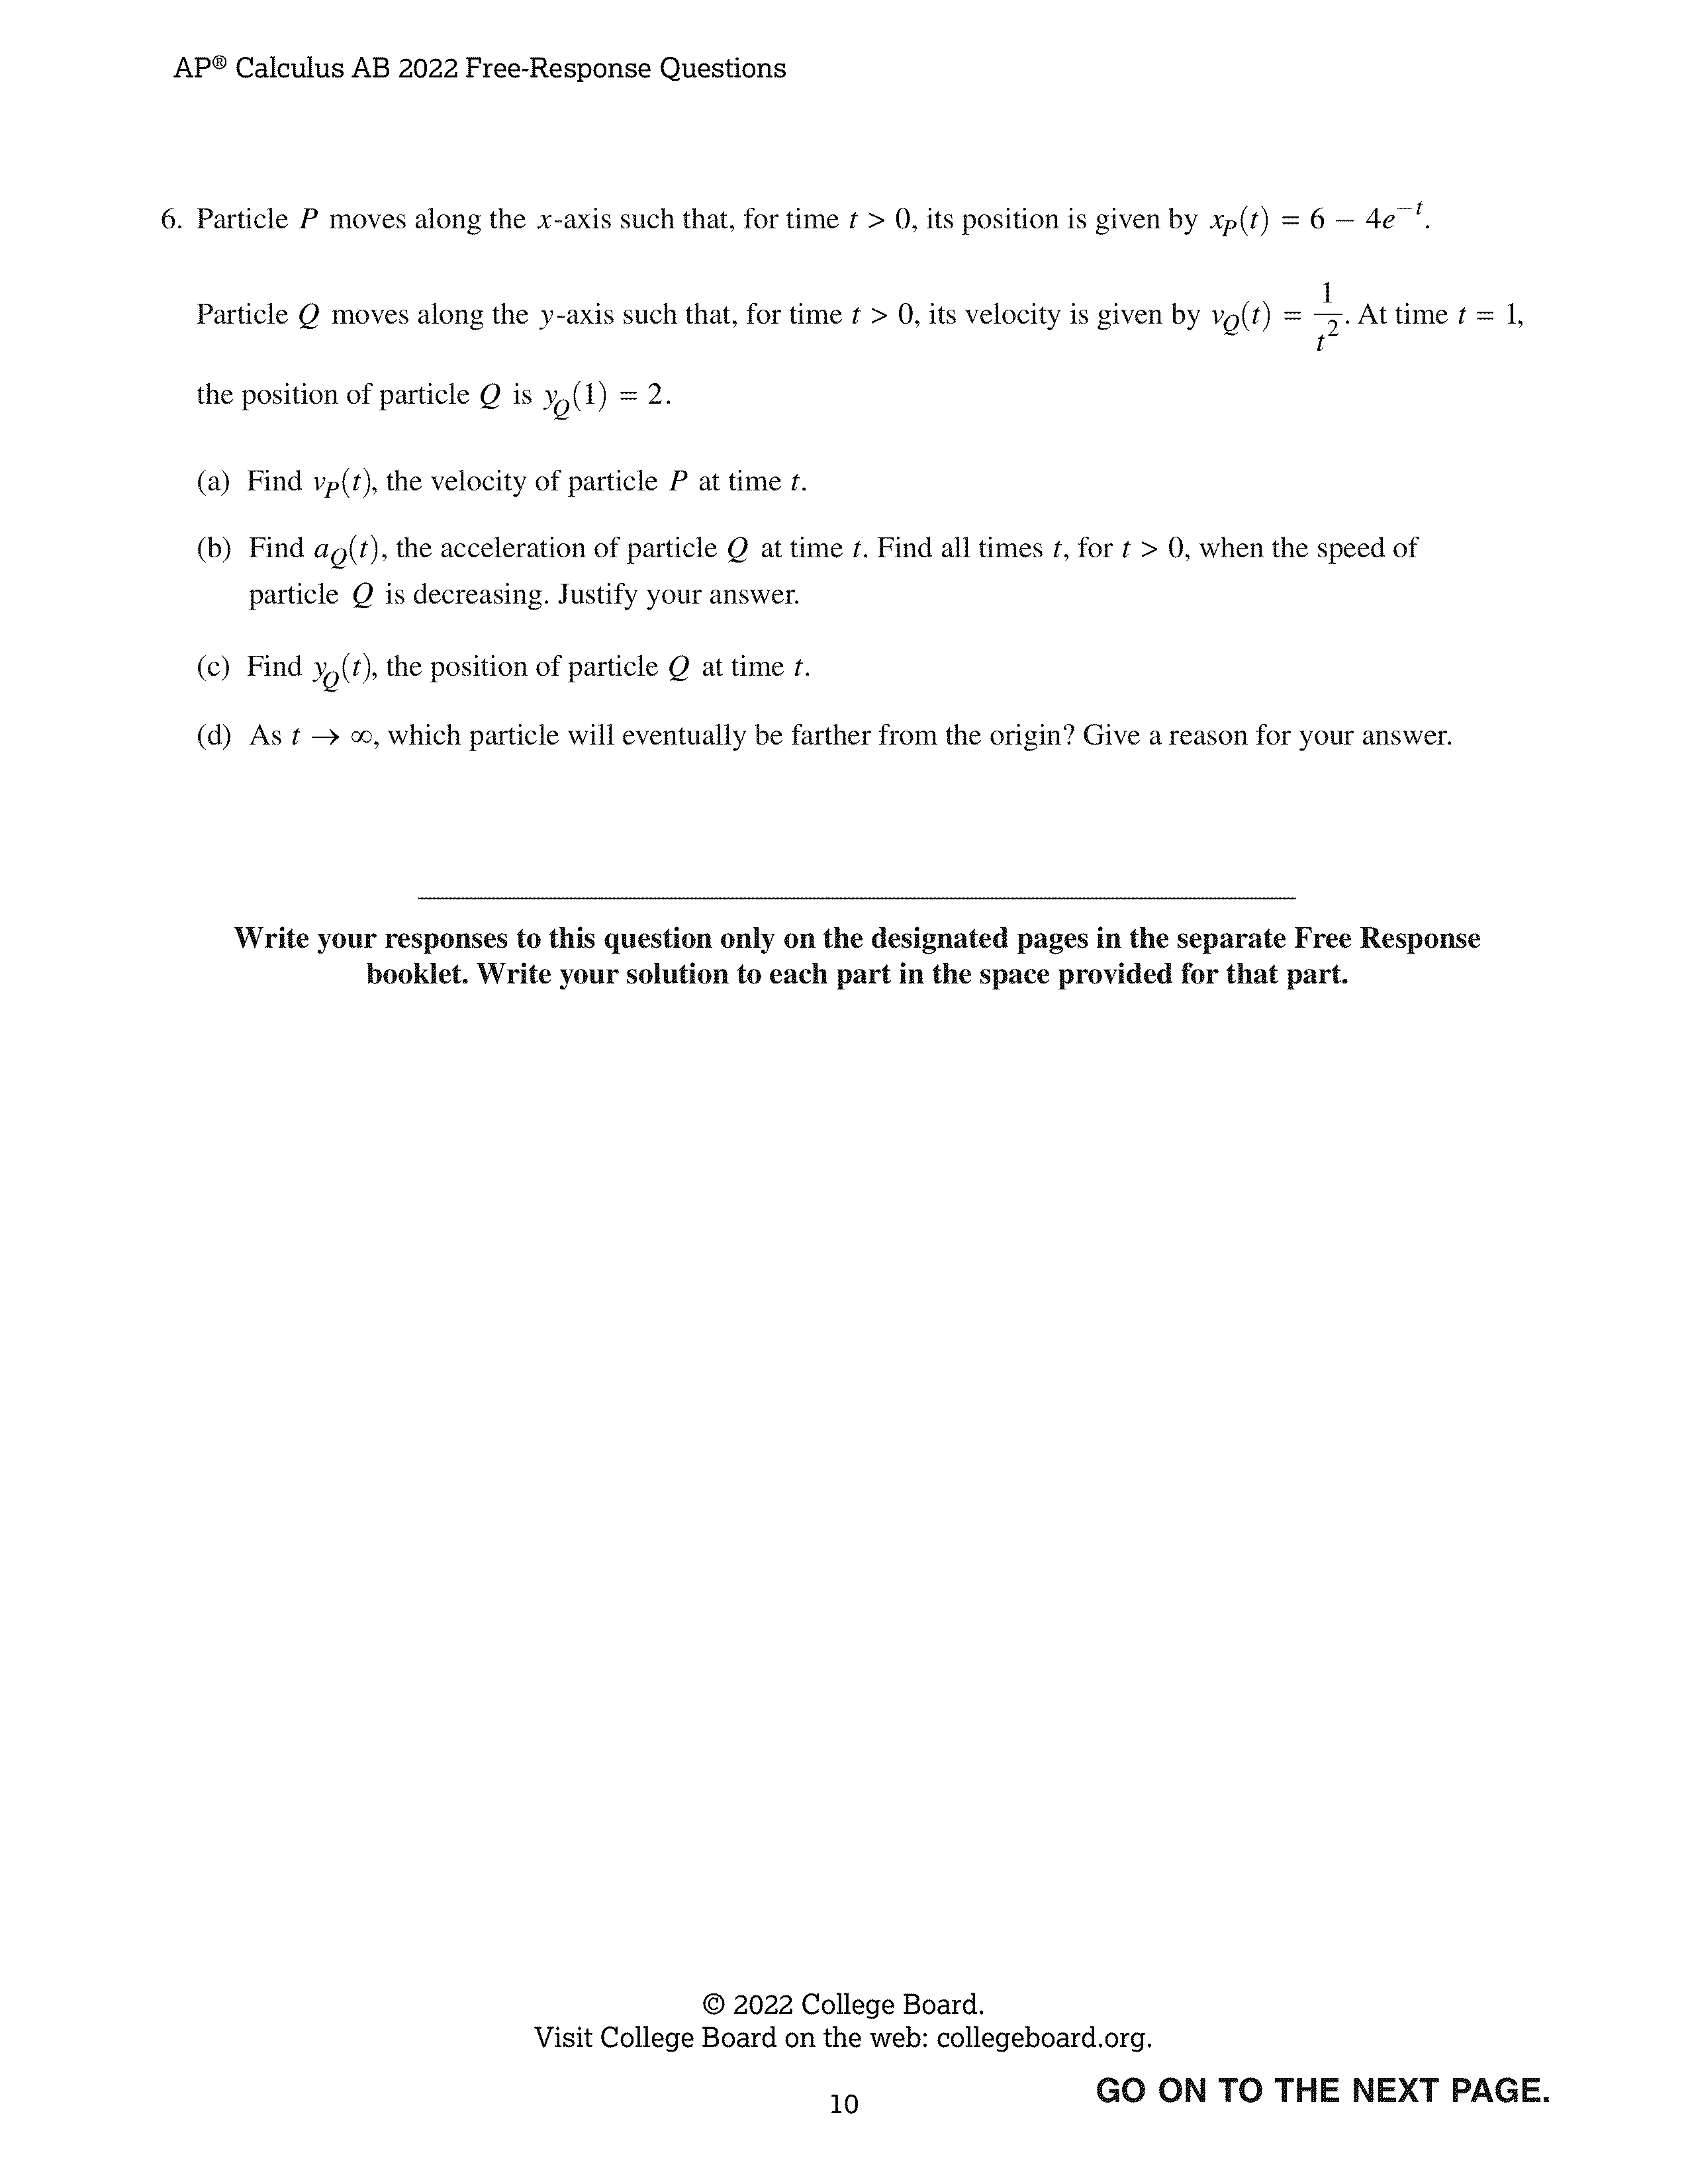 AP® Calculus AB 2022 Free-Response Questions
6. Particle P moves along the x-axis such that, for time t > 0, its position is given by x_P(t) = 6 − 4e^{−t}.
Particle Q moves along the y-axis such that, for time t > 0, its velocity is given by v_Q(t) = 1/t^2. At time t = 1,
the position of particle Q is y_Q(1) = 2.
(a) Find v_P(t), the velocity of particle P at time t.
(b) Find a_Q(t), the acceleration of particle Q at time t. Find all times t, for t > 0, when the speed of
particle Q is decreasing. Justify your answer.
(c) Find y_Q(t), the position of particle Q at time t.
(d) As t → ∞, which particle will eventually be farther from the origin? Give a reason for your answer.
Write your responses to this question only on the designated pages in the separate Free Response
booklet. Write your solution to each part in the space provided for that part.
© 2022 College Board.
Visit College Board on the web: collegeboard.org.
GO ON TO THE NEXT PAGE.
10